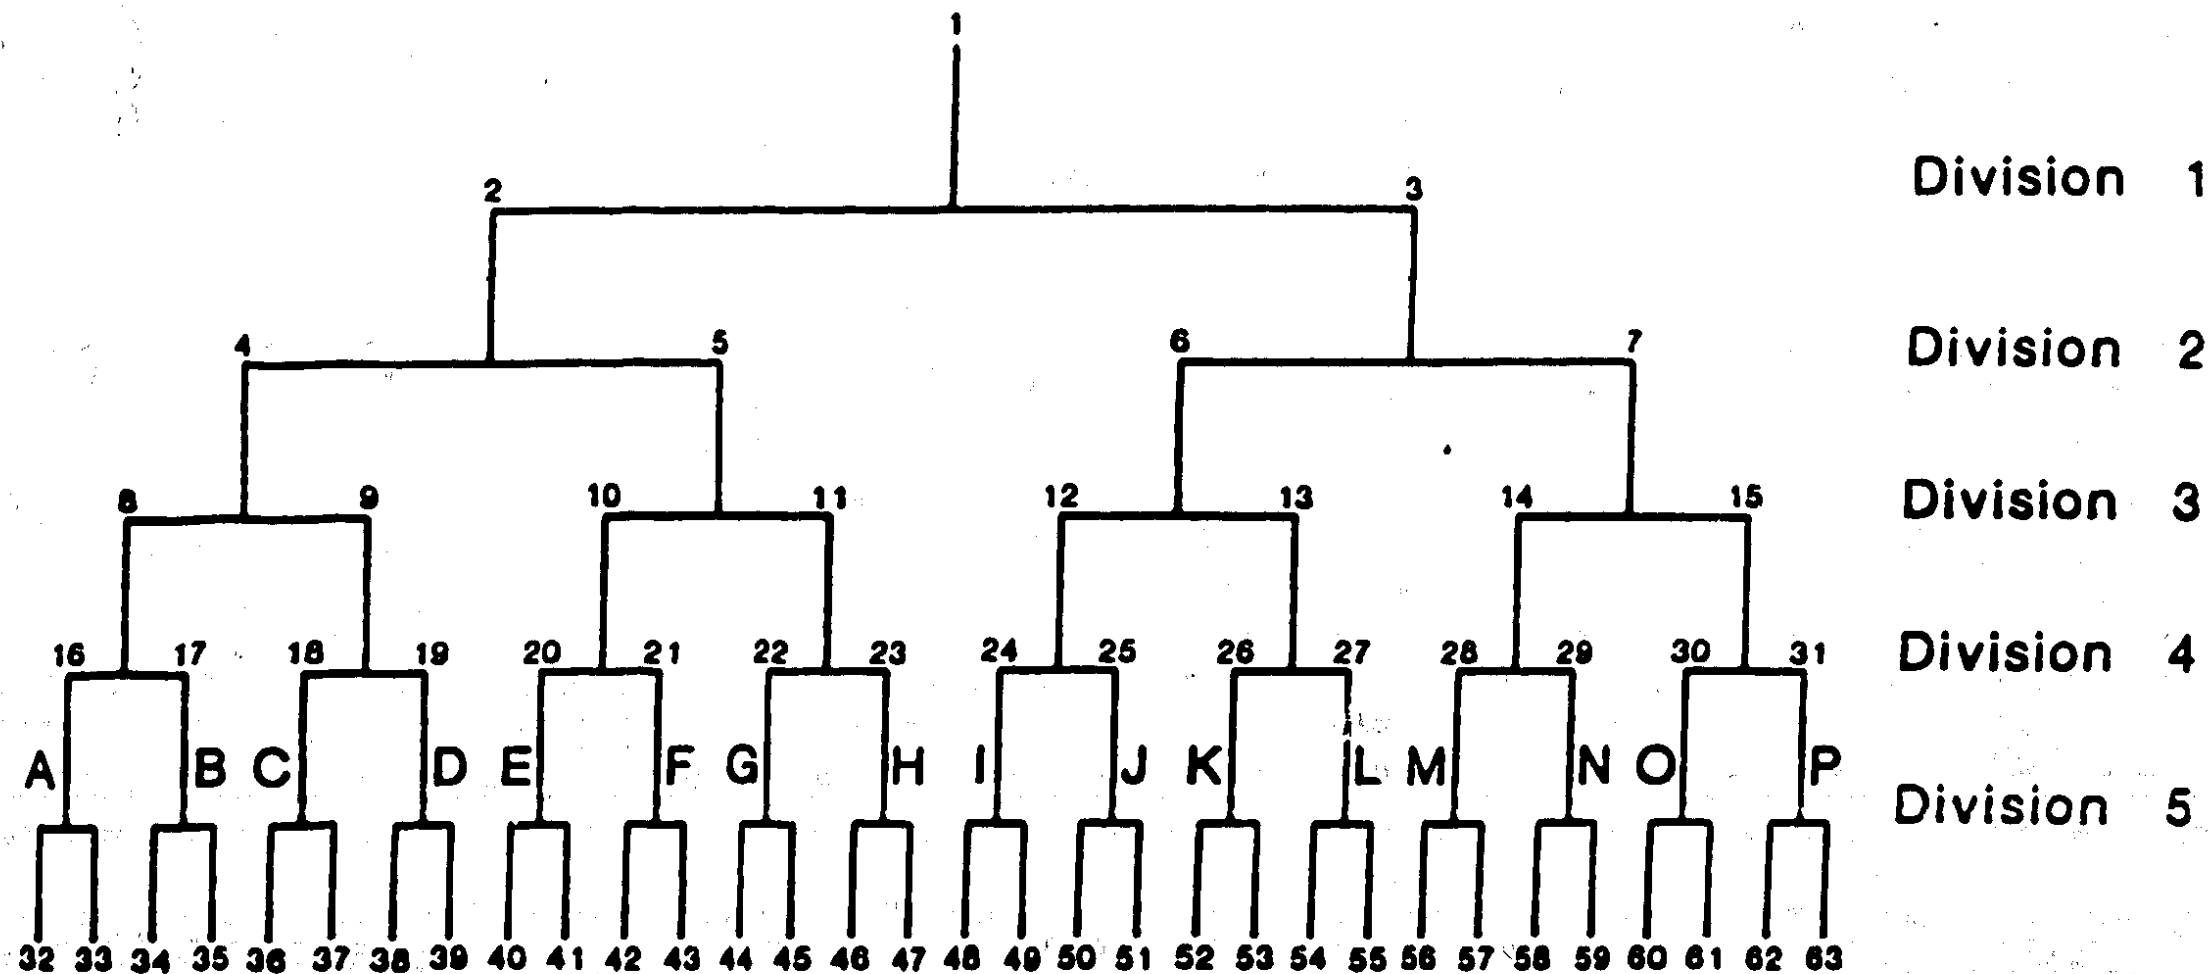 1
2 3 Division 1
4 5 6 7 Division 2
8 9 10 11 12 13 14 15 Division 3
16 17 18 19 20 21 22 23 24 25 26 27 28 29 30 31 Division 4
A B C D E F G H I J K L M N O P
Division 5
32 33 34 35 36 37 38 39 40 41 42 43 44 45 46 47 48 49 50 51 52 53 54 55 56 57 58 59 60 61 62 63